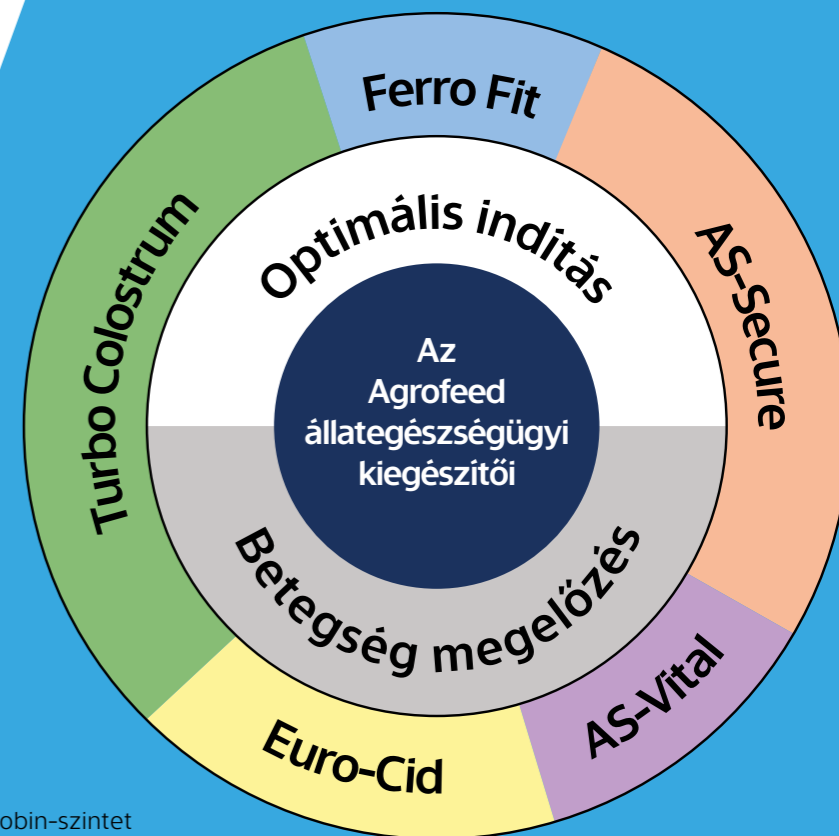 Ferro Fit
AS-Secure
Turbo Colostrum
Optimális indítás
Az
Agrofeed
állategészségügyi
kiegészítői
Betegség megelőzés
AS-Vital
Euro-Cid
obin-szintet